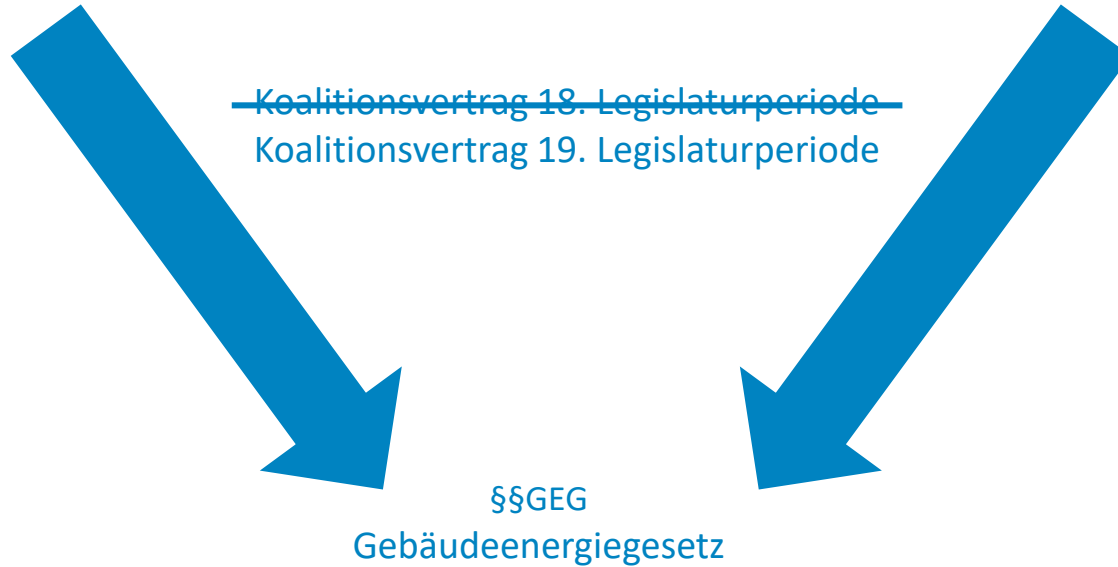 Koalitionsvertrag 18. Legislaturperiode
Koalitionsvertrag 19. Legislaturperiode
§§GEG
Gebäudeenergiegesetz